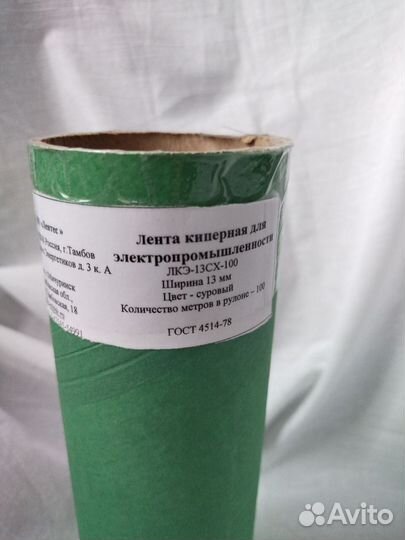 «Лентег»
Россия, г.Тамбов
Энергетиков д. 3 к. А
Лента киперная для
электропромышленности
ЛКЭ-13СХ-100
Ширина 13 мм
Цвет - суровый
Количество метров в рулоне – 100
ГОСТ 4514-78
Avito